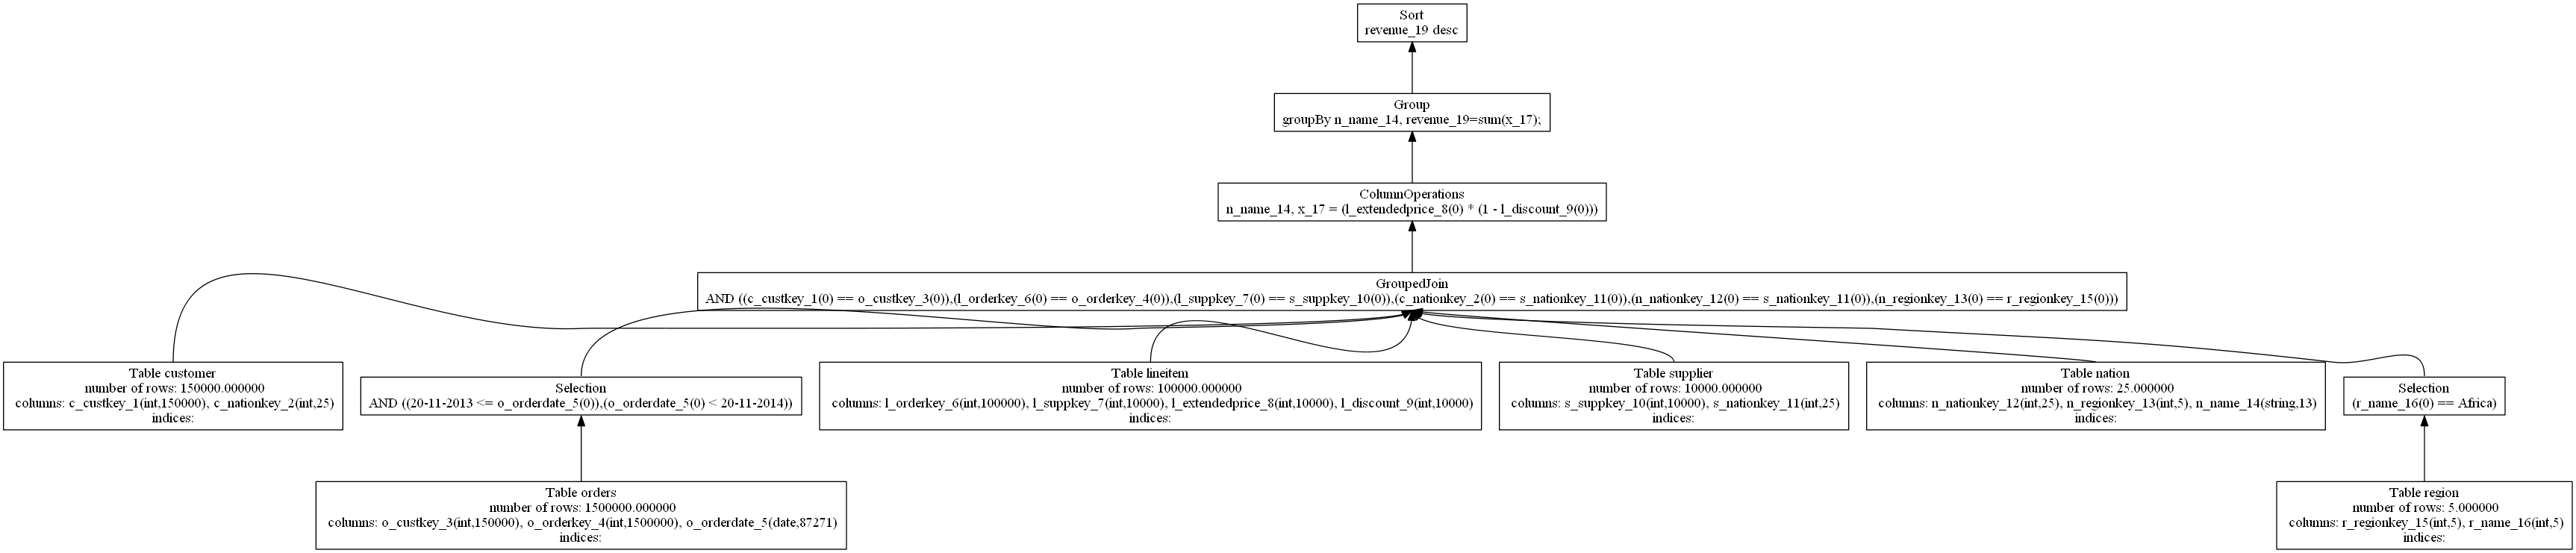 Sort
revenue_19 desc
Group
groupBy n_name_14, revenue_19=sum(x_17);
ColumnOperations
n_name_14, x_17 = (l_extendedprice_8(0) * (1 - l_discount_9(0)))
GroupedJoin
AND ((c_custkey_1(0) == o_custkey_3(0)),(l_orderkey_6(0) == o_orderkey_4(0)),(l_suppkey_7(0) == s_suppkey_10(0)),(c_nationkey_2(0) == s_nationkey_11(0)),(n_nationkey_12(0) == s_nationkey_11(0)),(n_regionkey_13(0) == r_regionkey_15(0)))
Table customer
number of rows: 150000.000000
columns: c_custkey_1(int,150000), c_nationkey_2(int,25)
indices:
Selection
AND ((20-11-2013 <= o_orderdate_5(0)),(o_orderdate_5(0) < 20-11-2014))
Table lineitem
number of rows: 100000.000000
columns: l_orderkey_6(int,100000), l_suppkey_7(int,10000), l_extendedprice_8(int,10000), l_discount_9(int,10000)
indices:
Table supplier
number of rows: 10000.000000
columns: s_suppkey_10(int,10000), s_nationkey_11(int,25)
indices:
Table nation
number of rows: 25.000000
columns: n_nationkey_12(int,25), n_regionkey_13(int,5), n_name_14(string,13)
indices:
Selection
(r_name_16(0) == Africa)
Table orders
number of rows: 1500000.000000
columns: o_custkey_3(int,150000), o_orderkey_4(int,1500000), o_orderdate_5(date,87271)
indices:
Table region
number of rows: 5.000000
columns: r_regionkey_15(int,5), r_name_16(int,5)
indices: